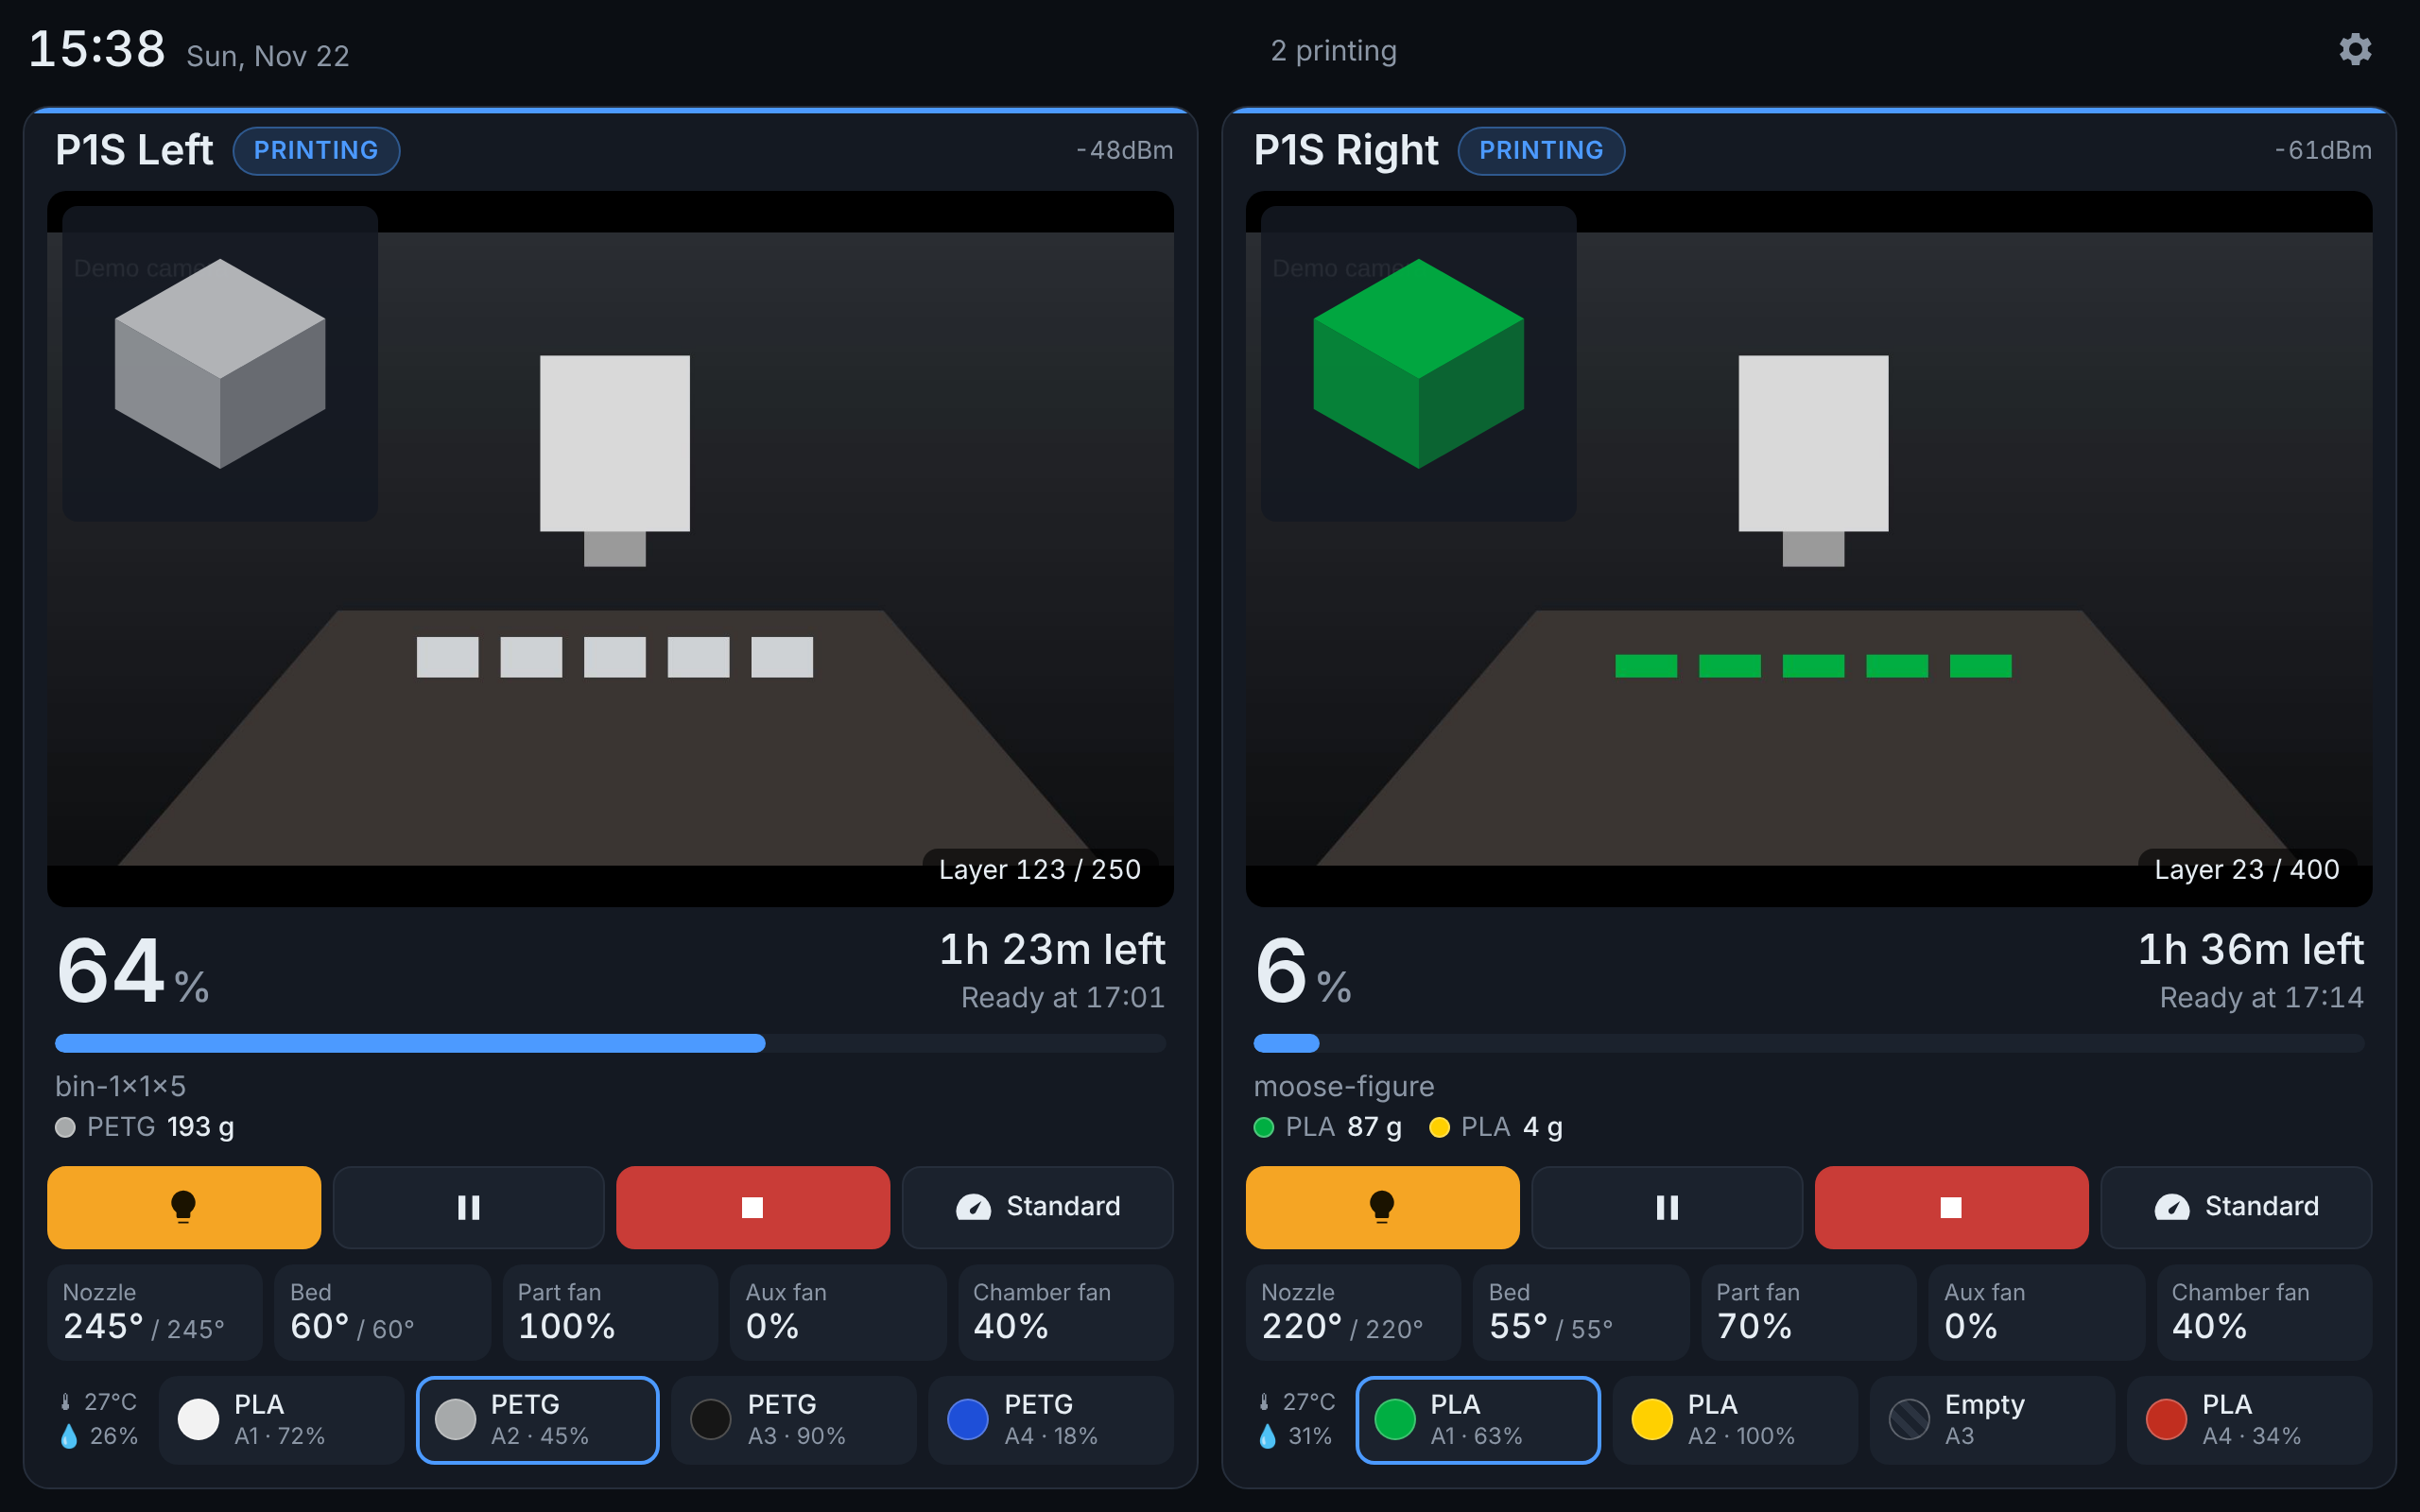 15:38 Sun, Nov 22
2 printing
P1S Left PRINTING -48dBm
Demo came
Layer 123 / 250
64% 1h 23m left
Ready at 17:01
bin-1x1x5
PETG 193 g
Standard
Nozzle Bed Part fan Aux fan Chamber fan
245° / 245° 60° / 60° 100% 0% 40%
27°C PLA PETG PETG PETG
26% A1 · 72% A2 · 45% A3 · 90% A4 · 18%
P1S Right PRINTING -61dBm
Demo came
Layer 23 / 400
6% 1h 36m left
Ready at 17:14
moose-figure
PLA 87 g PLA 4 g
Standard
Nozzle Bed Part fan Aux fan Chamber fan
220° / 220° 55° / 55° 70% 0% 40%
27°C PLA PLA Empty PLA
31% A1 · 63% A2 · 100% A3 A4 · 34%